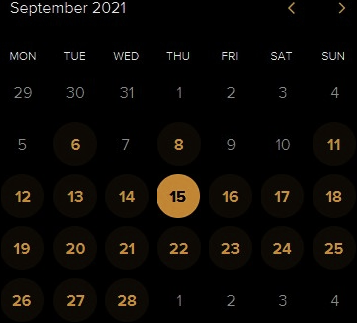 September 2021
MON TUE WED THU FRI SAT SUN
29 30 31 1 2 3 4
5 6 7 8 9 10 11
12 13 14 15 16 17 18
19 20 21 22 23 24 25
26 27 28 1 2 3 4